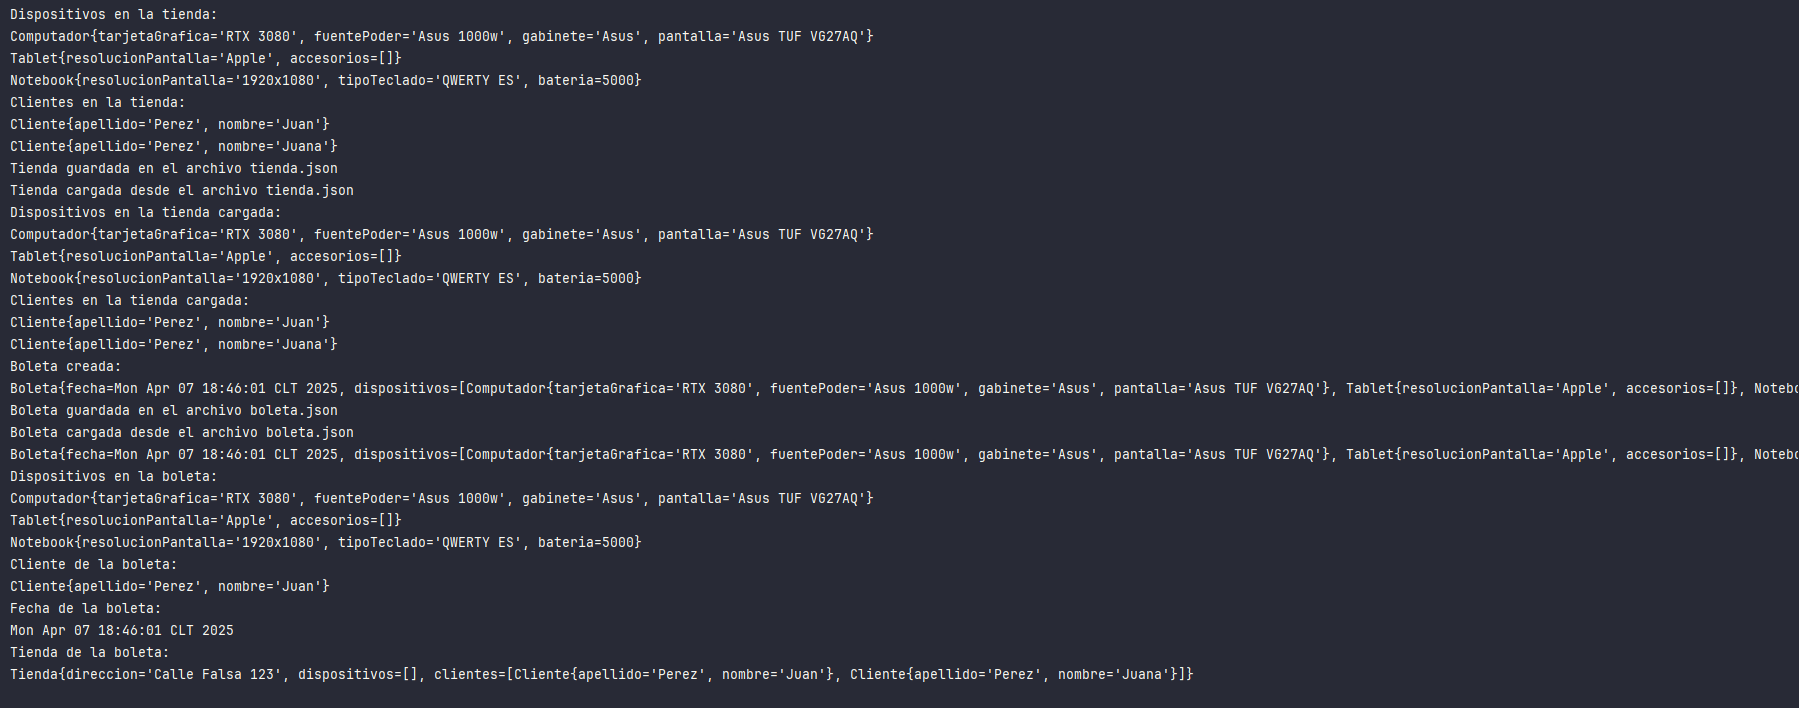 Dispositivos en la tienda:
Computador{tarjetaGrafica='RTX 3080', fuentePoder='Asus 1000w', gabinete='Asus', pantalla='Asus TUF VG27AQ'}
Tablet{resolucionPantalla='Apple', accesorios=[]}
Notebook{resolucionPantalla='1920x1080', tipoTeclado='QWERTY ES', bateria=5000}
Clientes en la tienda:
Cliente{apellido='Perez', nombre='Juan'}
Cliente{apellido='Perez', nombre='Juana'}
Tienda guardada en el archivo tienda.json
Tienda cargada desde el archivo tienda.json
Dispositivos en la tienda cargada:
Computador{tarjetaGrafica='RTX 3080', fuentePoder='Asus 1000w', gabinete='Asus', pantalla='Asus TUF VG27AQ'}
Tablet{resolucionPantalla='Apple', accesorios=[]}
Notebook{resolucionPantalla='1920x1080', tipoTeclado='QWERTY ES', bateria=5000}
Clientes en la tienda cargada:
Cliente{apellido='Perez', nombre='Juan'}
Cliente{apellido='Perez', nombre='Juana'}
Boleta creada:
Boleta{fecha=Mon Apr 07 18:46:01 CLT 2025, dispositivos=[Computador{tarjetaGrafica='RTX 3080', fuentePoder='Asus 1000w', gabinete='Asus', pantalla='Asus TUF VG27AQ'}, Tablet{resolucionPantalla='Apple', accesorios=[]},
Boleta guardada en el archivo boleta.json
Boleta cargada desde el archivo boleta.json
Boleta{fecha=Mon Apr 07 18:46:01 CLT 2025, dispositivos=[Computador{tarjetaGrafica='RTX 3080', fuentePoder='Asus 1000w', gabinete='Asus', pantalla='Asus TUF VG27AQ'}, Tablet{resolucionPantalla='Apple', accesorios=[]},
Dispositivos en la boleta:
Computador{tarjetaGrafica='RTX 3080', fuentePoder='Asus 1000w', gabinete='Asus', pantalla='Asus TUF VG27AQ'}
Tablet{resolucionPantalla='Apple', accesorios=[]}
Notebook{resolucionPantalla='1920x1080', tipoTeclado='QWERTY ES', bateria=5000}
Cliente de la boleta:
Cliente{apellido='Perez', nombre='Juan'}
Fecha de la boleta:
Mon Apr 07 18:46:01 CLT 2025
Tienda de la boleta:
Tienda{direccion='Calle Falsa 123', dispositivos=[], clientes=[Cliente{apellido='Perez', nombre='Juan'}, Cliente{apellido='Perez', nombre='Juana'}]}